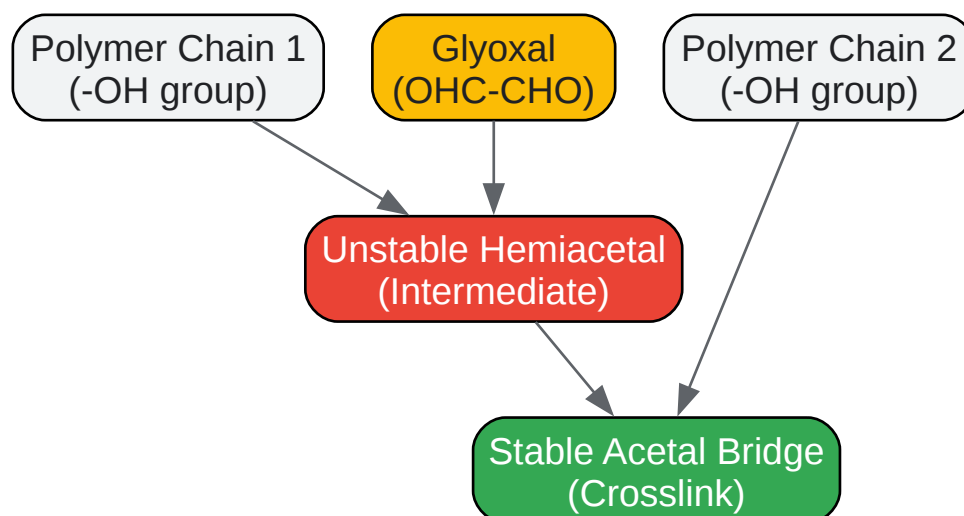 Polymer Chain 1
(-OH group)
Glyoxal
(OHC-CHO)
Polymer Chain 2
(-OH group)
Unstable Hemiacetal
(Intermediate)
Stable Acetal Bridge
(Crosslink)